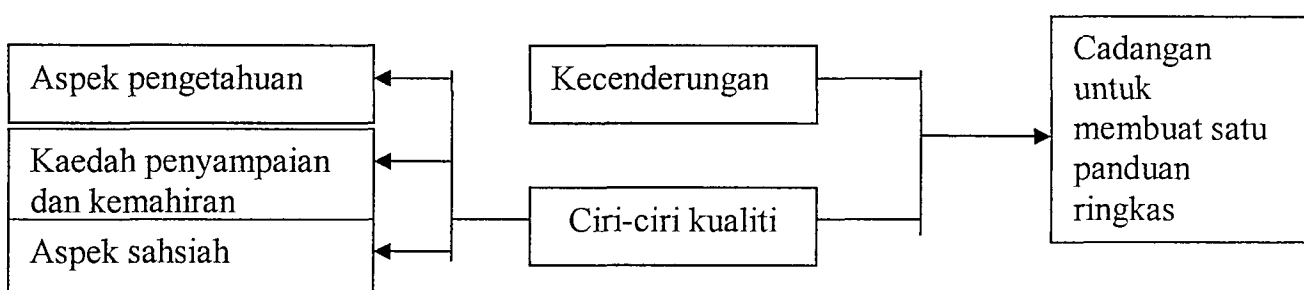 Aspek pengetahuan
Kaedah penyampaian
dan kemahiran
Aspek sahsiah
Kecenderungan
Ciri-ciri kualiti
Cadangan
untuk
membuat satu
panduan
ringkas